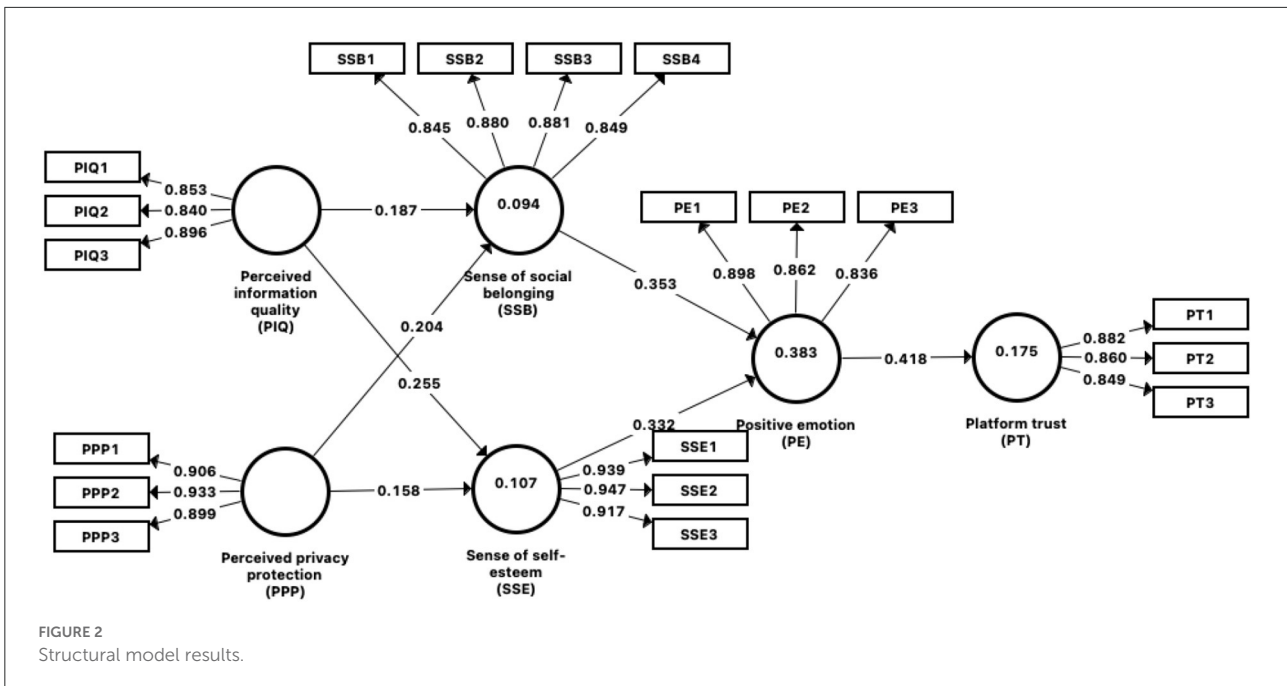 SSB1 SSB2 SSB3 SSB4
0.845 0.880 0.881 0.849
PIQ1
PIQ2
PIQ3
0.853
0.840
0.896
0.187
0.094
Perceived
information
quality
(PIQ)
Sense of social
belonging
(SSB)
PE1 PE2 PE3
0.898 0.862 0.836
0.353
0.204
0.255
0.383
0.418
0.175
Positive emotion
(PE)
Platform trust
(PT)
0.882
0.860
0.849
PT1
PT2
PT3
0.332
PPP1
PPP2
PPP3
0.906
0.933
0.899
0.158
0.107
0.939
0.947
0.917
SSE1
SSE2
SSE3
Perceived privacy
protection
(PPP)
Sense of self-
esteem
(SSE)
FIGURE 2
Structural model results.